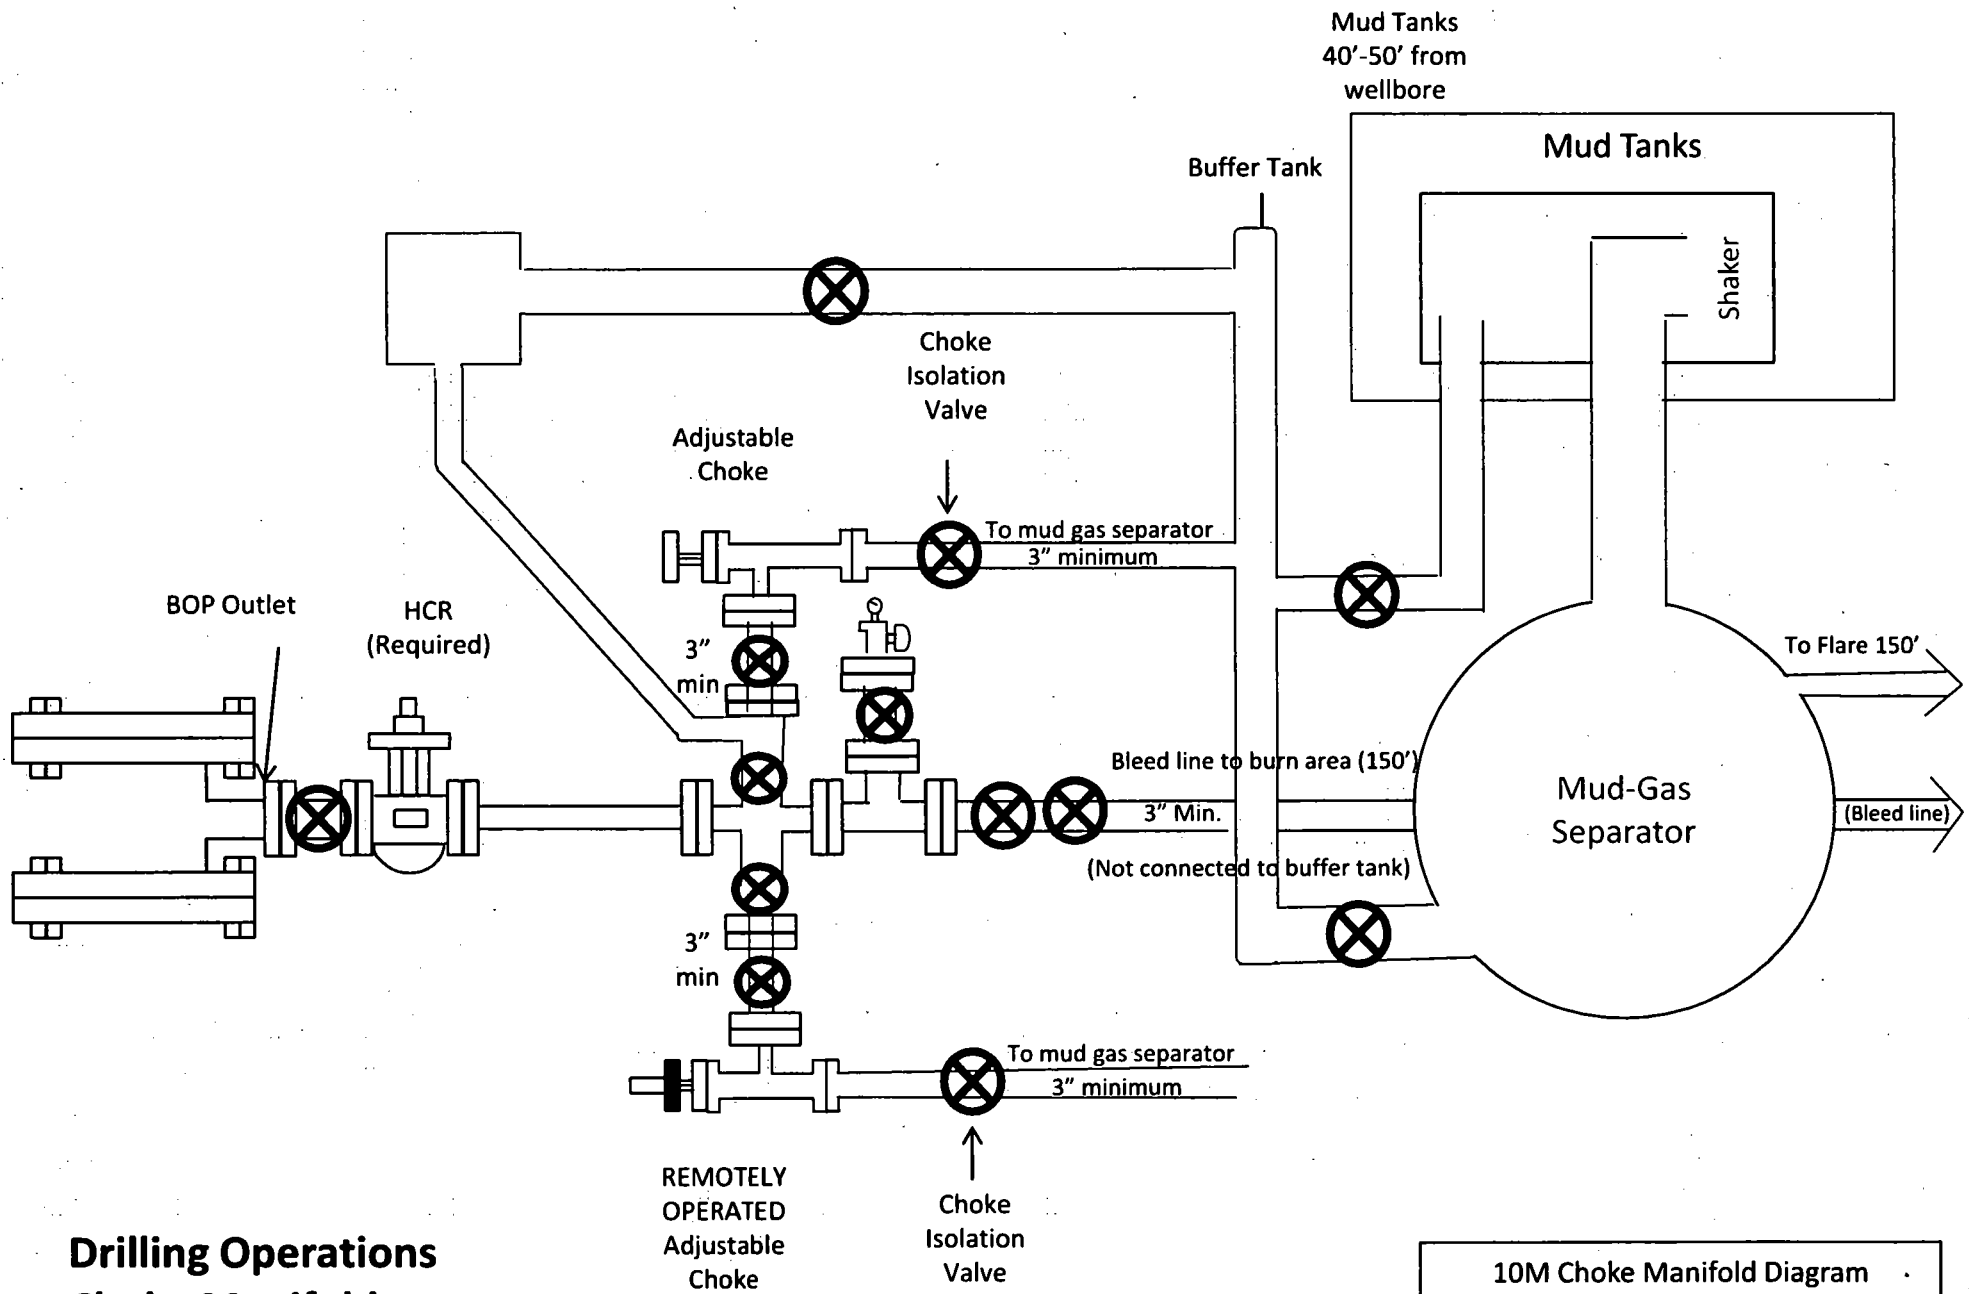 Mud Tanks
40'-50' from
wellbore
Mud Tanks
Buffer Tank
Shaker
Choke
Isolation
Valve
Adjustable
Choke
To mud gas separator
3" minimum
BOP Outlet
HCR
(Required)
3"
min
To Flare 150'
Bleed line to burn area (150')
3" Min.
(Not connected to buffer tank)
Mud-Gas
Separator
(Bleed line)
3"
min
To mud gas separator
3" minimum
REMOTELY
OPERATED
Adjustable
Choke
Choke
Isolation
Valve
Drilling Operations
10M Choke Manifold Diagram